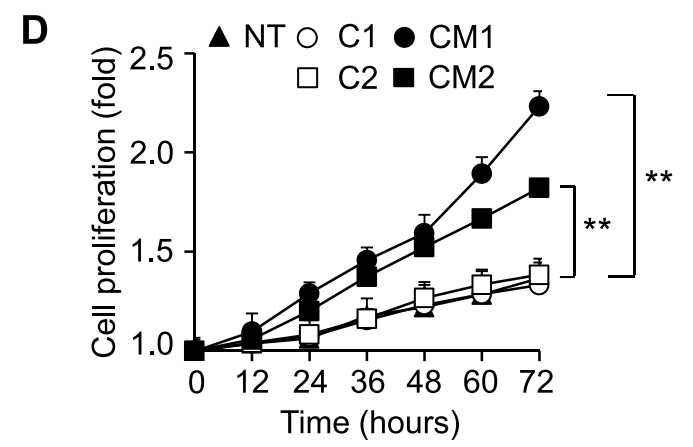 D
NT C1 CM1
C2 CM2
Cell proliferation (fold)
2.5
2.0
1.5
1.0
**
**
0 12 24 36 48 60 72
Time (hours)